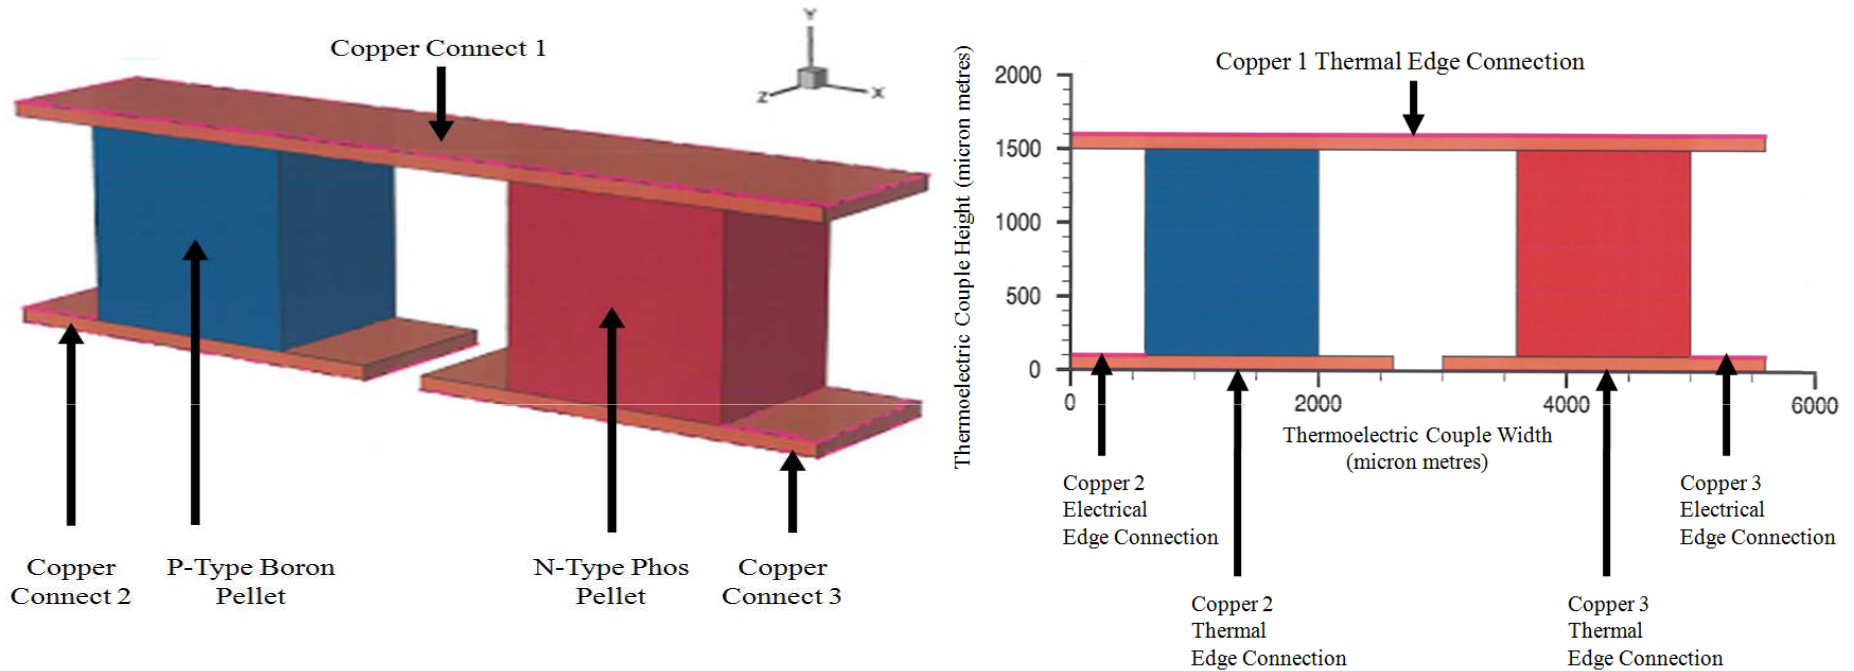 Copper Connect 1
Y
Z
X
Copper
Connect 2
P-Type Boron
Pellet
N-Type Phos
Pellet
Copper
Connect 3
Thermoelectric Couple Height (micron metres)
Copper 1 Thermal Edge Connection
2000
1500
1000
500
0
0
2000
4000
6000
Thermoelectric Couple Width
(micron metres)
Copper 2
Electrical
Edge Connection
Copper 3
Electrical
Edge Connection
Copper 2
Thermal
Edge Connection
Copper 3
Thermal
Edge Connection